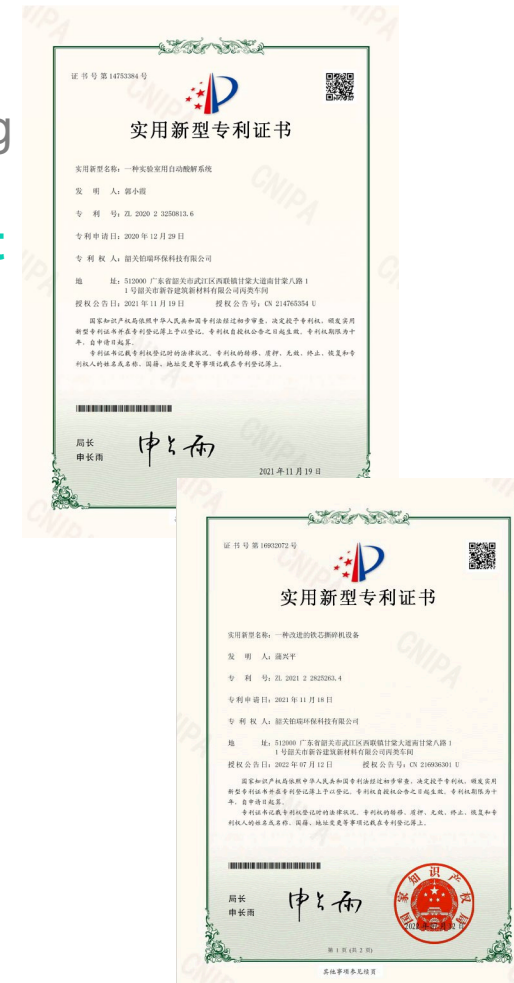 g
t
证书号第14753384号
实用新型专利证书
实用新型名称：一种实验室用自动酸解系统
发明人：郭小霞
专利号：ZL 2020 2 3250813.6
专利申请日：2020年12月29日
专利权人：韶关铂瑞环保科技有限公司
地址：512000 广东省韶关市武江区西联镇甘棠大道南甘棠八路1
1号韶关市新谷建筑新材料有限公司丙类车间
授权公告日：2021年11月19日 授权公告号：CN 214765354 U
国家知识产权局依照中华人民共和国专利法经过初步审查，决定授予专利权，颁发实用
新型专利证书并在专利登记簿上予以登记。专利权自授权公告之日起生效。专利权期限为十
年，自申请日起算。
专利证书记载专利权登记时的法律状况。专利权的转移、质押、无效、终止、恢复和专
利权人的姓名或名称、国籍、地址变更等事项记载在专利登记簿上。
局长
申长雨
申长雨
2021年11月19日
证书号第16932072号
实用新型专利证书
实用新型名称：一种改进的铁芯撕碎机设备
发明人：蒲兴平
专利号：ZL 2021 2 2825263.4
专利申请日：2021年11月18日
专利权人：韶关铂瑞环保科技有限公司
地址：512000 广东省韶关市武江区西联镇甘棠大道南甘棠八路1
1号韶关市新谷建筑新材料有限公司丙类车间
授权公告日：2022年07月12日 授权公告号：CN 216936301 U
国家知识产权局依照中华人民共和国专利法经过初步审查，决定授予专利权，颁发实用
新型专利证书并在专利登记簿上予以登记。专利权自授权公告之日起生效。专利权期限为十
年，自申请日起算。
专利证书记载专利权登记时的法律状况。专利权的转移、质押、无效、终止、恢复和专
利权人的姓名或名称、国籍、地址变更等事项记载在专利登记簿上。
局长
申长雨
申长雨
国家知识产权局
第1页(共2页)
其他事项参见续页
CNIPA